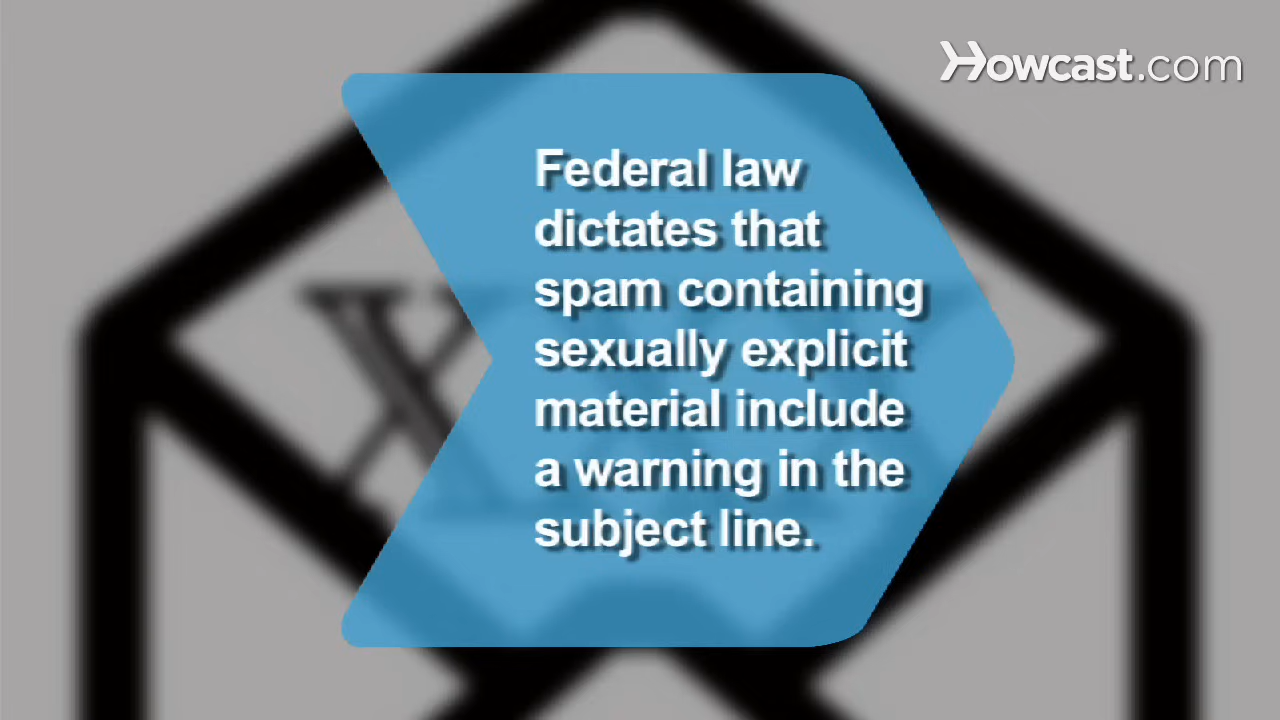 Howcast.com
Federal law
dictates that
spam containing
sexually explicit
material include
a warning in the
subject line.